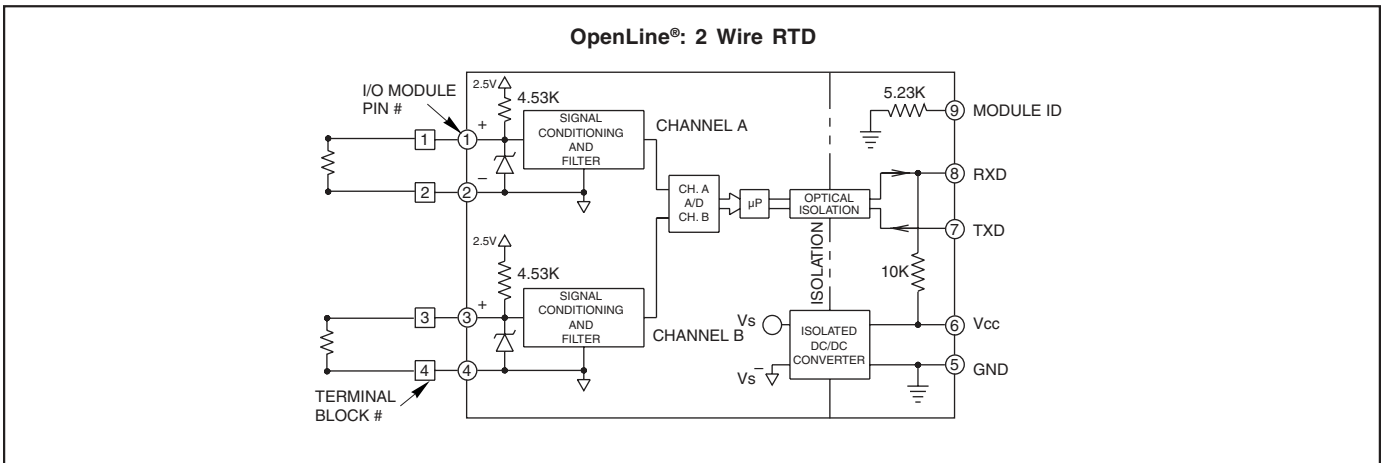 OpenLine®: 2 Wire RTD
I/O MODULE
PIN #
2.5V
4.53K
SIGNAL
CONDITIONING
AND
FILTER
CHANNEL A
5.23K
9 MODULE ID
1
1
+
2
2
–
CH. A
A/D
CH. B
µP
OPTICAL
ISOLATION
8 RXD
7 TXD
ISOLATION
10K
2.5V
4.53K
SIGNAL
CONDITIONING
AND
FILTER
CHANNEL B
3
3
+
4
4
TERMINAL
BLOCK #
Vs
Vs–
ISOLATED
DC/DC
CONVERTER
6 Vcc
5 GND